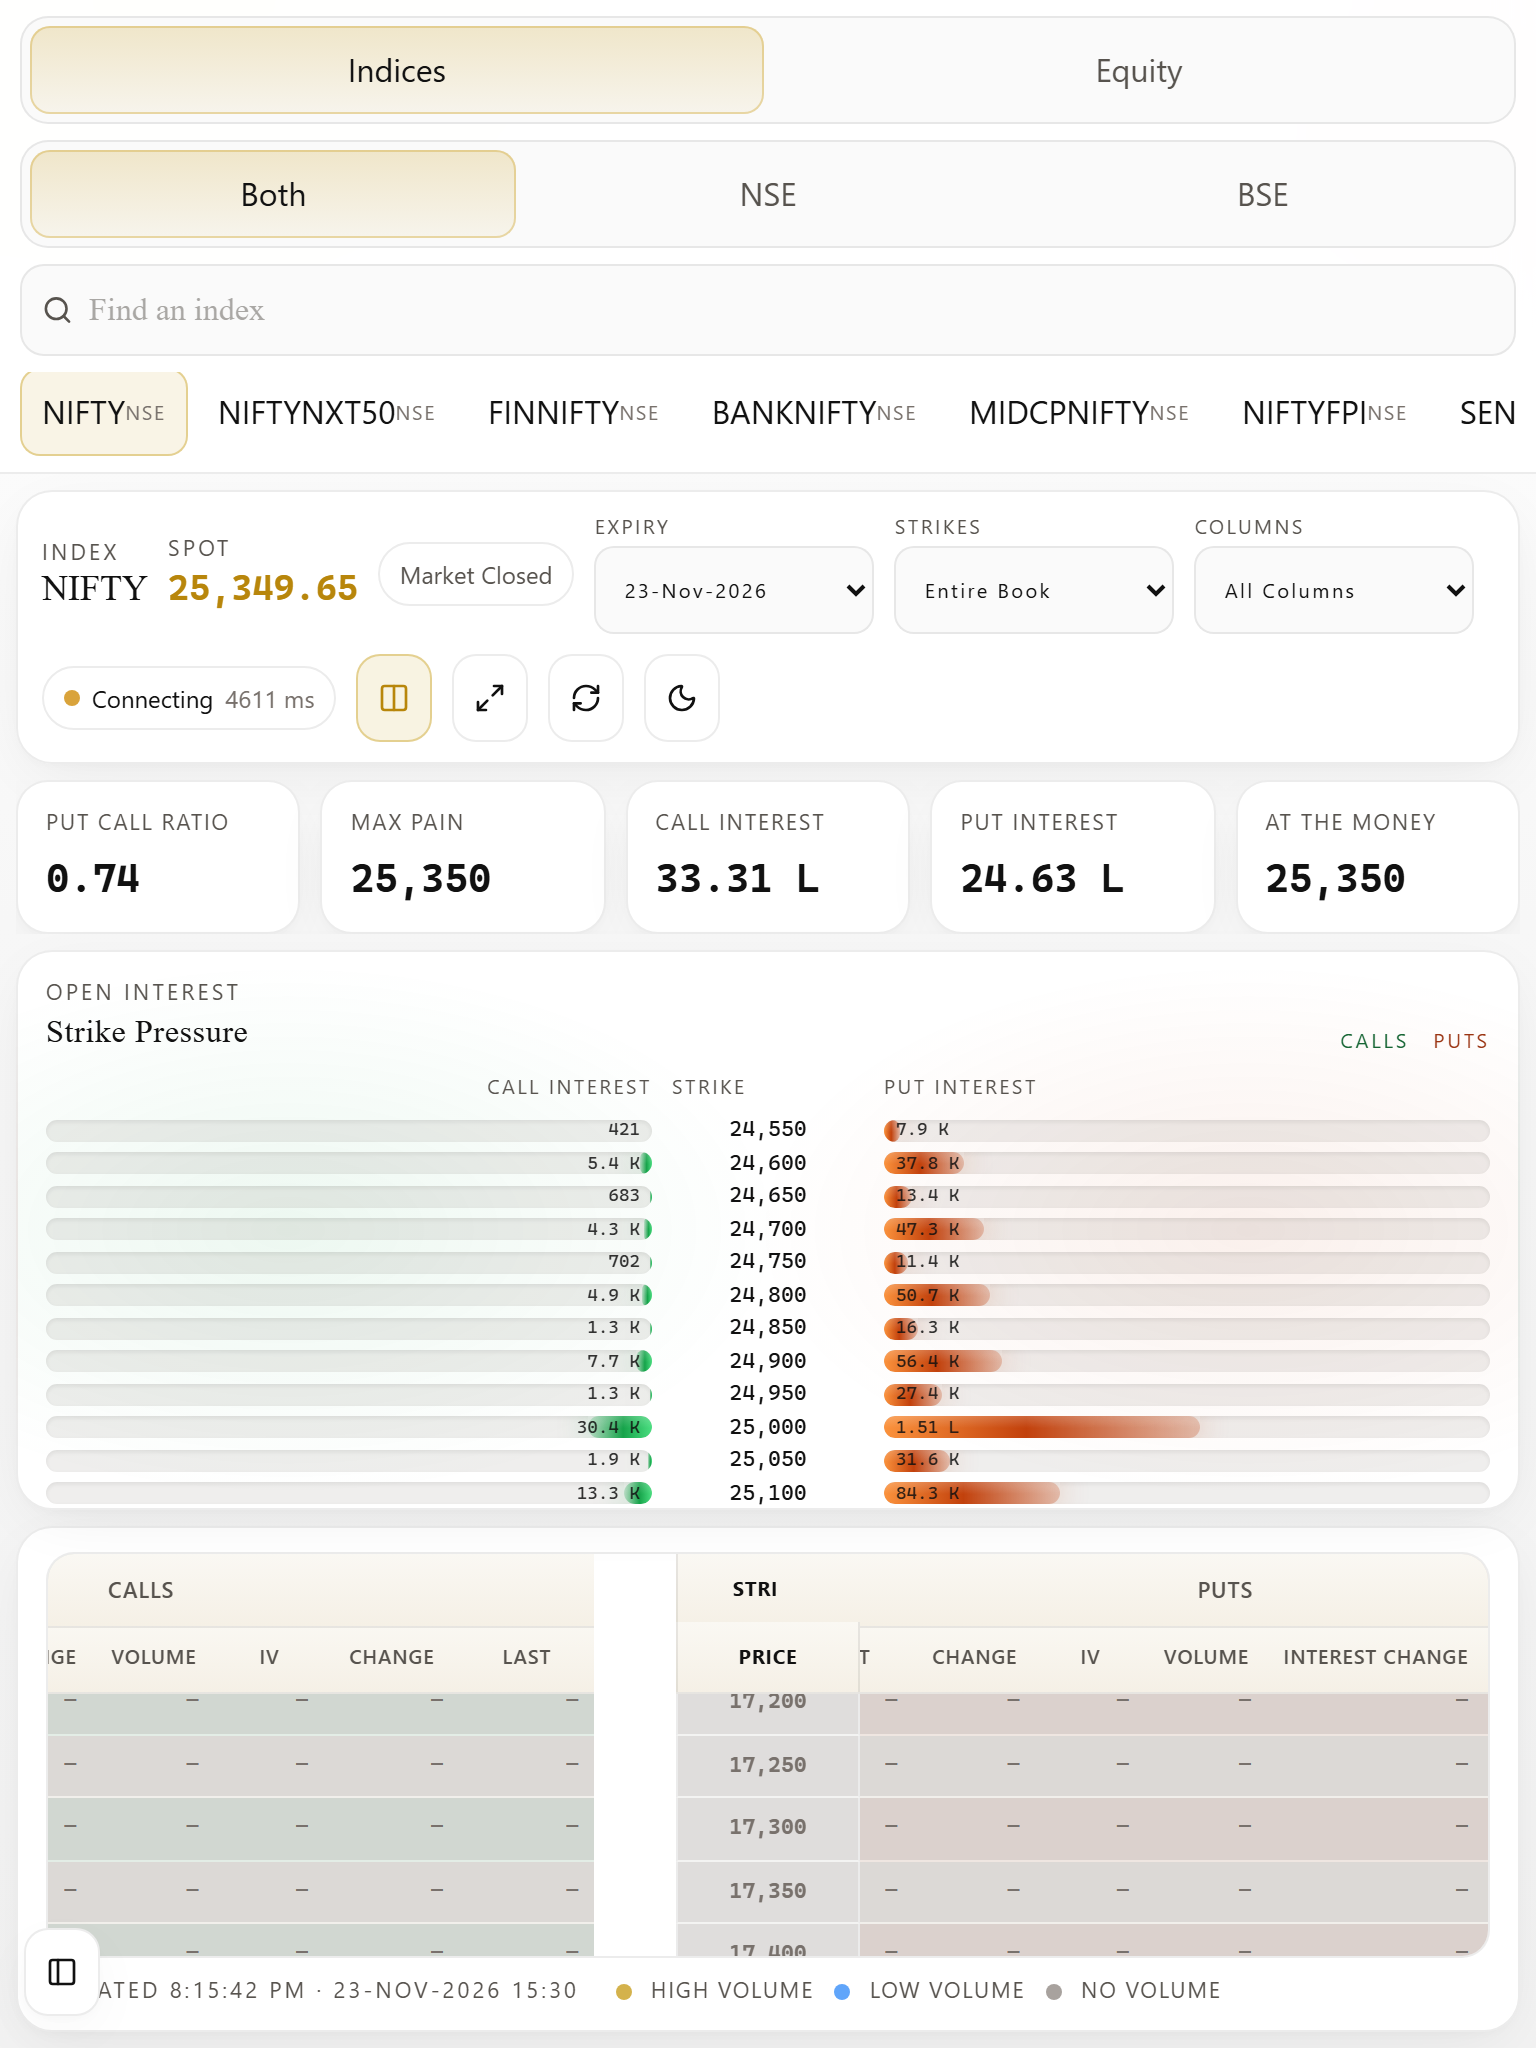 Indices Equity
Both NSE BSE
Find an index
NIFTYNSE NIFTYNXT50NSE FINNIFTYNSE BANKNIFTYNSE MIDCPNIFTYNSE NIFTYFPINSE SEN
EXPIRY STRIKES COLUMNS
INDEX SPOT
NIFTY 25,349.65 Market Closed 23-Nov-2026 Entire Book All Columns
Connecting 4611 ms
PUT CALL RATIO MAX PAIN CALL INTEREST PUT INTEREST AT THE MONEY
0.74 25,350 33.31 L 24.63 L 25,350
OPEN INTEREST
Strike Pressure
CALLS PUTS
CALL INTEREST STRIKE PUT INTEREST
421 24,550 7.9 K
5.4 K 24,600 37.8 K
683 24,650 13.4 K
4.3 K 24,700 47.3 K
702 24,750 11.4 K
4.9 K 24,800 50.7 K
1.3 K 24,850 16.3 K
7.7 K 24,900 56.4 K
1.3 K 24,950 27.4 K
30.4 K 25,000 1.51 L
1.9 K 25,050 31.6 K
13.3 K 25,100 84.3 K
CALLS STRI PUTS
GE VOLUME IV CHANGE LAST PRICE T CHANGE IV VOLUME INTEREST CHANGE
— — — — — 17,200 — — — — —
— — — — — 17,250 — — — — —
— — — — — 17,300 — — — — —
— — — — — 17,350 — — — — —
— — — — — 17,400 — — — — —
ATED 8:15:42 PM · 23-NOV-2026 15:30 HIGH VOLUME LOW VOLUME NO VOLUME